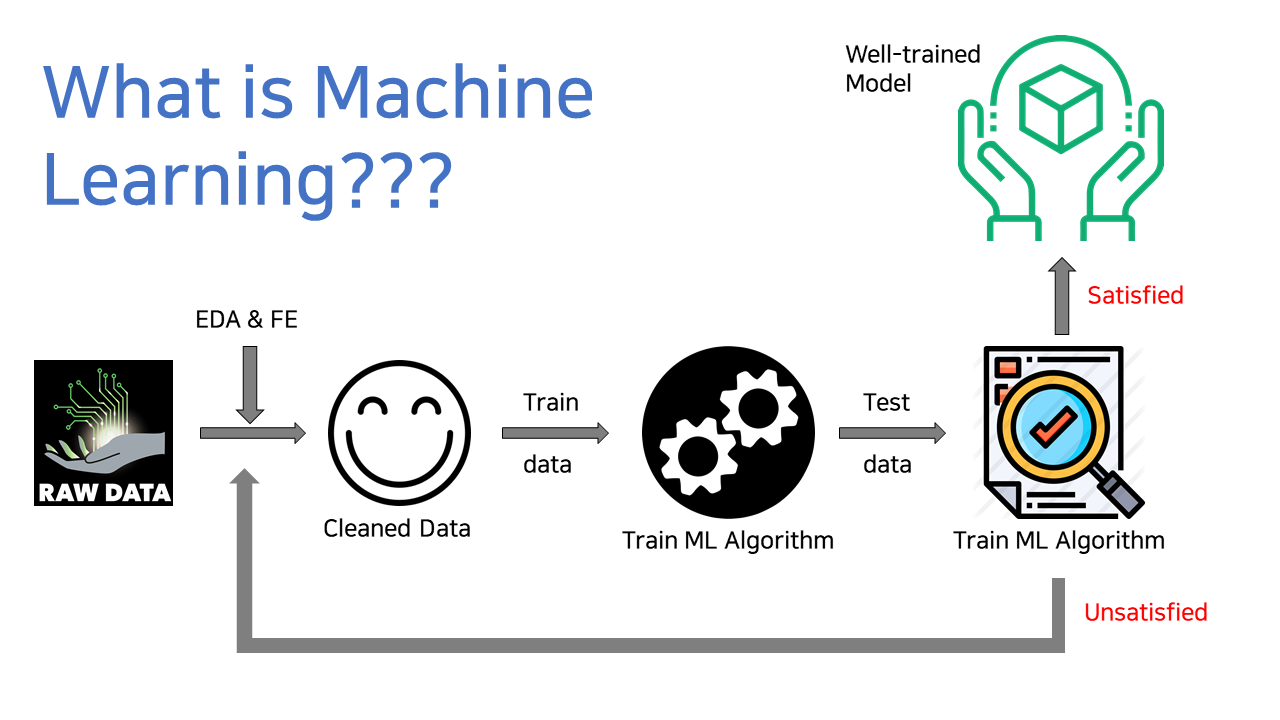 What is Machine
Learning???
Well-trained
Model
Satisfied
EDA & FE
RAW DATA
Cleaned Data
Train
data
Train ML Algorithm
Test
data
Train ML Algorithm
Unsatisfied